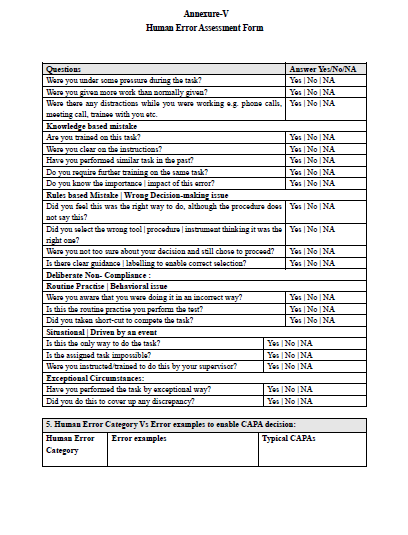 Annexure-V
Human Error Assessment Form
Questions Answer Yes/No/NA
Were you under some pressure during the task? Yes | No | NA
Were you given more work than normally given? Yes | No | NA
Were there any distractions while you were working e.g. phone calls, Yes | No | NA
meeting call, trainee with you etc.
Knowledge based mistake
Are you trained on this task? Yes | No | NA
Were you clear on the instructions? Yes | No | NA
Have you performed similar task in the past? Yes | No | NA
Do you require further training on the same task? Yes | No | NA
Do you know the importance | impact of this error? Yes | No | NA
Rules based Mistake | Wrong Decision-making issue
Did you feel this was the right way to do, although the procedure does Yes | No | NA
not say this?
Did you select the wrong tool | procedure | instrument thinking it was the Yes | No | NA
right one?
Were you not too sure about your decision and still chose to proceed? Yes | No | NA
Is there clear guidance | labelling to enable correct selection? Yes | No | NA
Deliberate Non- Compliance :
Routine Practise | Behavioral issue
Were you aware that you were doing it in an incorrect way? Yes | No | NA
Is this the routine practise you perform the test? Yes | No | NA
Did you taken short-cut to compete the task? Yes | No | NA
Situational | Driven by an event
Is this the only way to do the task? Yes | No | NA
Is the assigned task impossible? Yes | No | NA
Were you instructed/trained to do this by your supervisor? Yes | No | NA
Exceptional Circumstances:
Have you performed the task by exceptional way? Yes | No | NA
Did you do this to cover up any discrepancy? Yes | No | NA
5. Human Error Category Vs Error examples to enable CAPA decision:
Human Error Error examples Typical CAPAs
Category